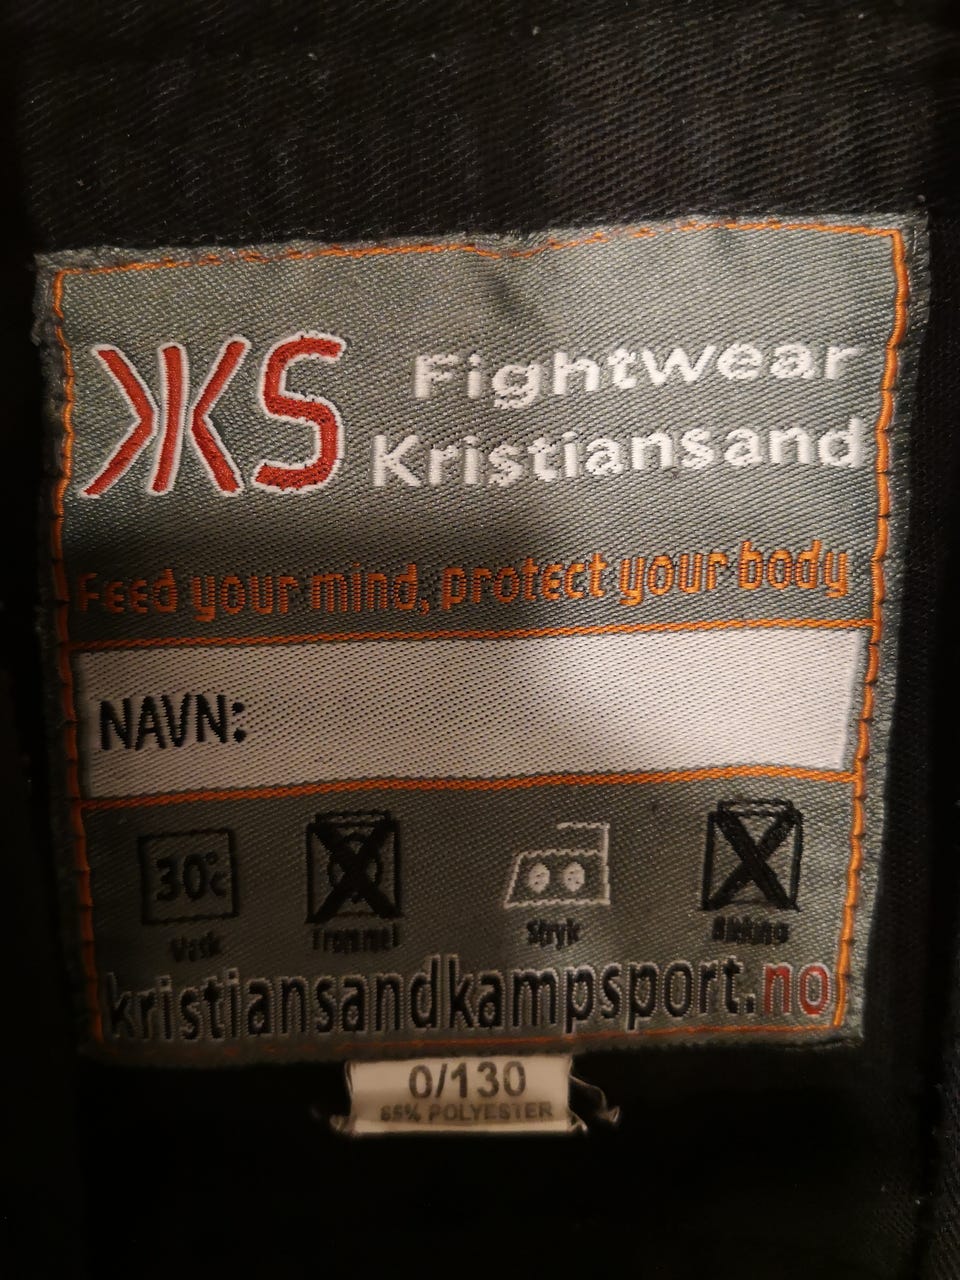 KKS
Fightwear
Kristiansand
Feed your mind, protect your body
NAVN:
30°C
Vask
Trommel
Stryk
kristiansandkampsport.no
0/130
65% POLYESTER